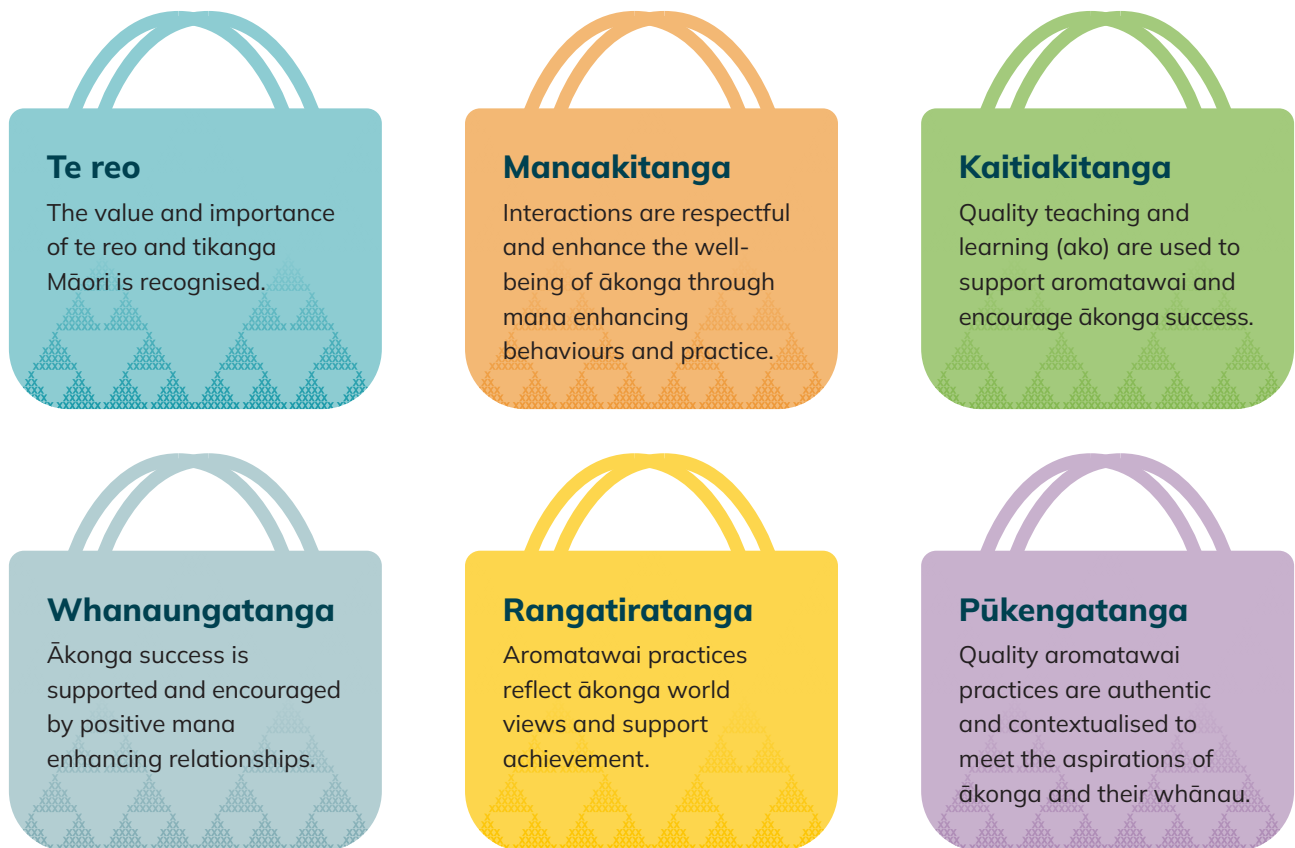 Te reo
The value and importance
of te reo and tikanga
Māori is recognised.
Manaakitanga
Interactions are respectful
and enhance the well-
being of ākonga through
mana enhancing
behaviours and practice.
Kaitiakitanga
Quality teaching and
learning (ako) are used to
support aromatawai and
encourage ākonga success.
Whanaungatanga
Ākonga success is
supported and encouraged
by positive mana
enhancing relationships.
Rangatiratanga
Aromatawai practices
reflect ākonga world
views and support
achievement.
Pūkengatanga
Quality aromatawai
practices are authentic
and contextualised to
meet the aspirations of
ākonga and their whānau.